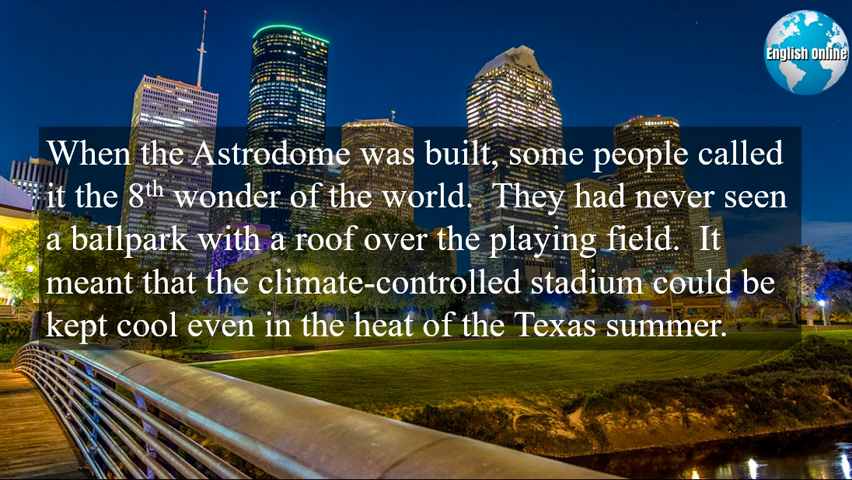 English Online
When the Astrodome was built, some people called
it the 8th wonder of the world.  They had never seen
a ballpark with a roof over the playing field.  It
meant that the climate-controlled stadium could be
kept cool even in the heat of the Texas summer.